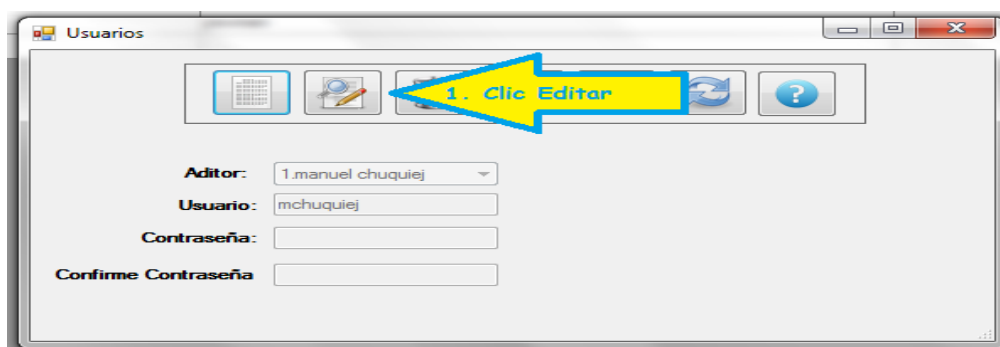 Usuarios
1. Clic Editar
?
Aditor: 1.manuel chuquiej
Usuario: mchuquiej
Contraseña:
Confirme Contraseña